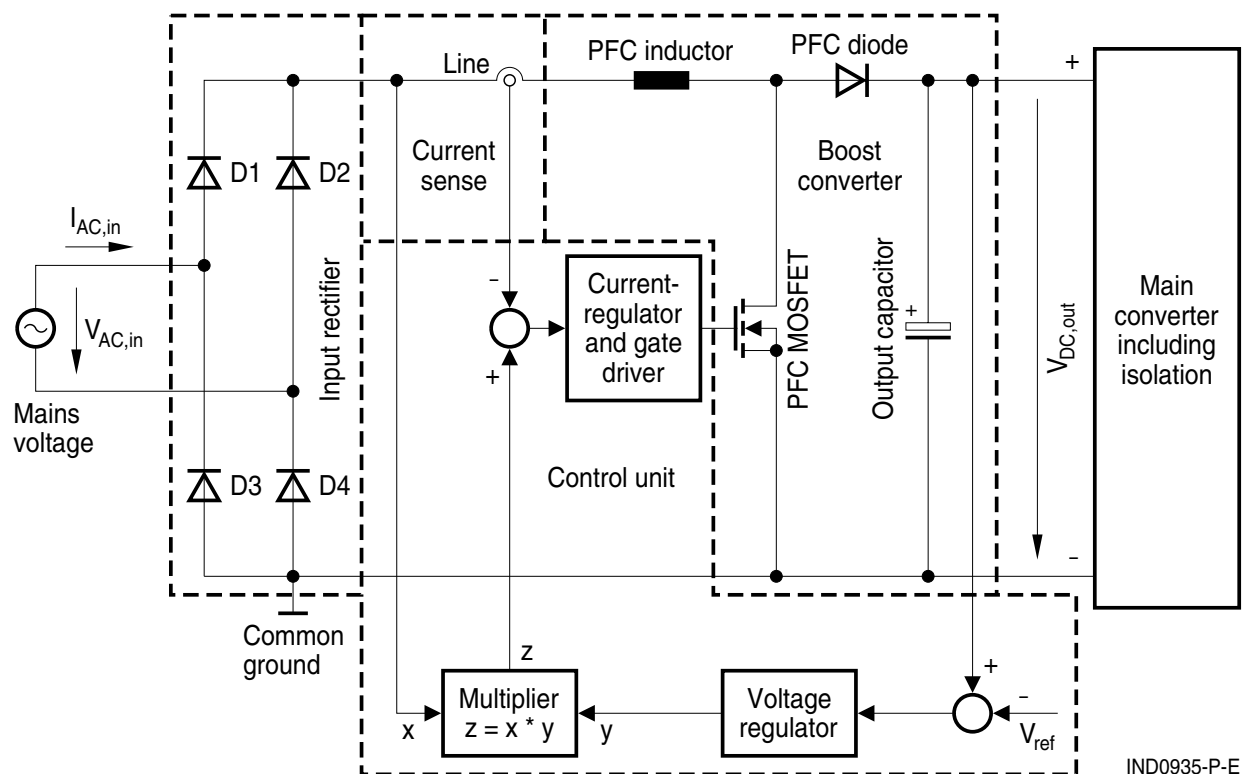 PFC inductor
PFC diode
Line
+
D1
D2
Current
sense
Boost
converter
I_AC,in
V_AC,in
Mains
voltage
Input rectifier
-
Current-
regulator
and gate
driver
+
PFC MOSFET
+
Output capacitor
V_DC,out
Main
converter
including
isolation
D3
D4
Control unit
-
Common
ground
z
x
Multiplier
z = x * y
y
Voltage
regulator
+
-
V_ref
IND0935-P-E